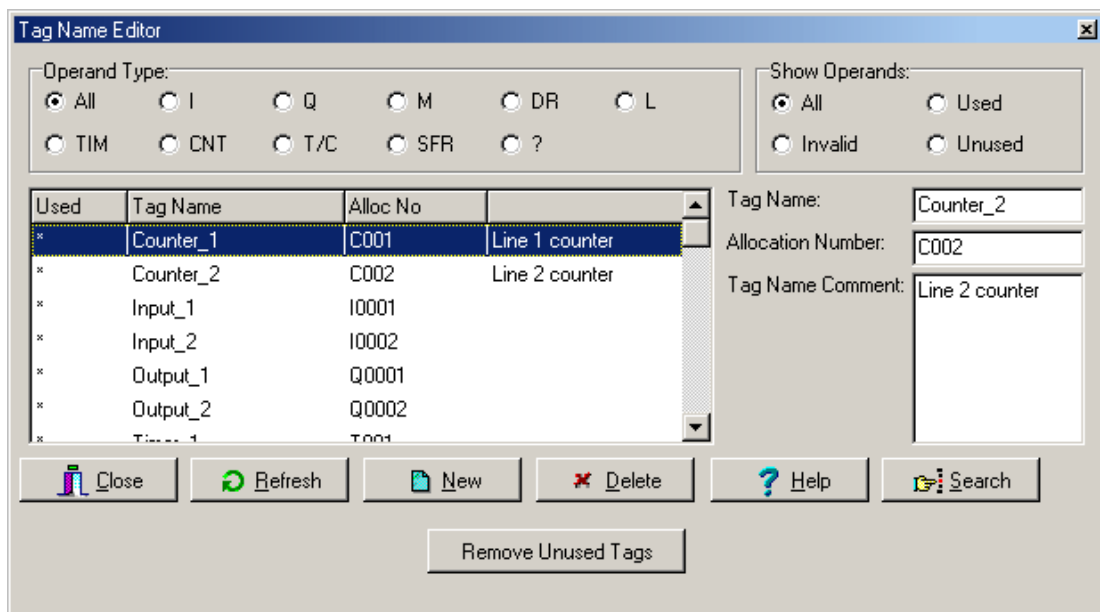 Tag Name Editor
Operand Type:
All I Q M DR L
TIM CNT T/C SFR ?
Show Operands:
All Used
Invalid Unused
Used Tag Name Alloc No
* Counter_1 C001 Line 1 counter
* Counter_2 C002 Line 2 counter
* Input_1 I0001
* Input_2 I0002
* Output_1 Q0001
* Output_2 Q0002
* Timer_1 T001
Tag Name: Counter_2
Allocation Number: C002
Tag Name Comment: Line 2 counter
Close Refresh New Delete Help Search
Remove Unused Tags